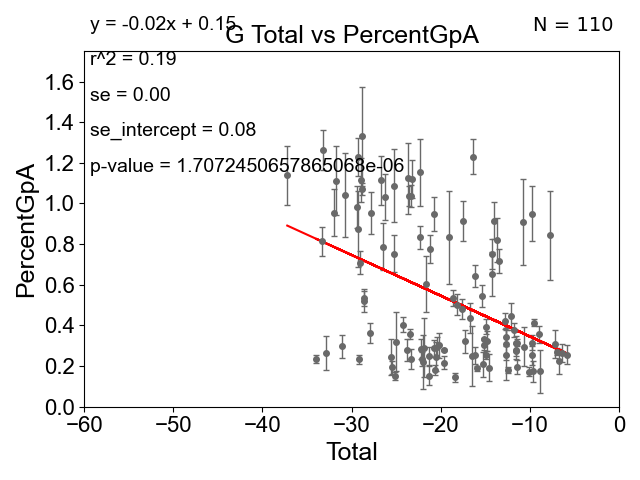 y = -0.02x + 0.15
N = 110
G Total vs PercentGpA
r^2 = 0.19
se = 0.00
se_intercept = 0.08
p-value = 1.7072450657865068e-06
PercentGpA
1.6
1.4
1.2
1.0
0.8
0.6
0.4
0.2
0.0
−60
−50
−40
−30
−20
−10
0
Total